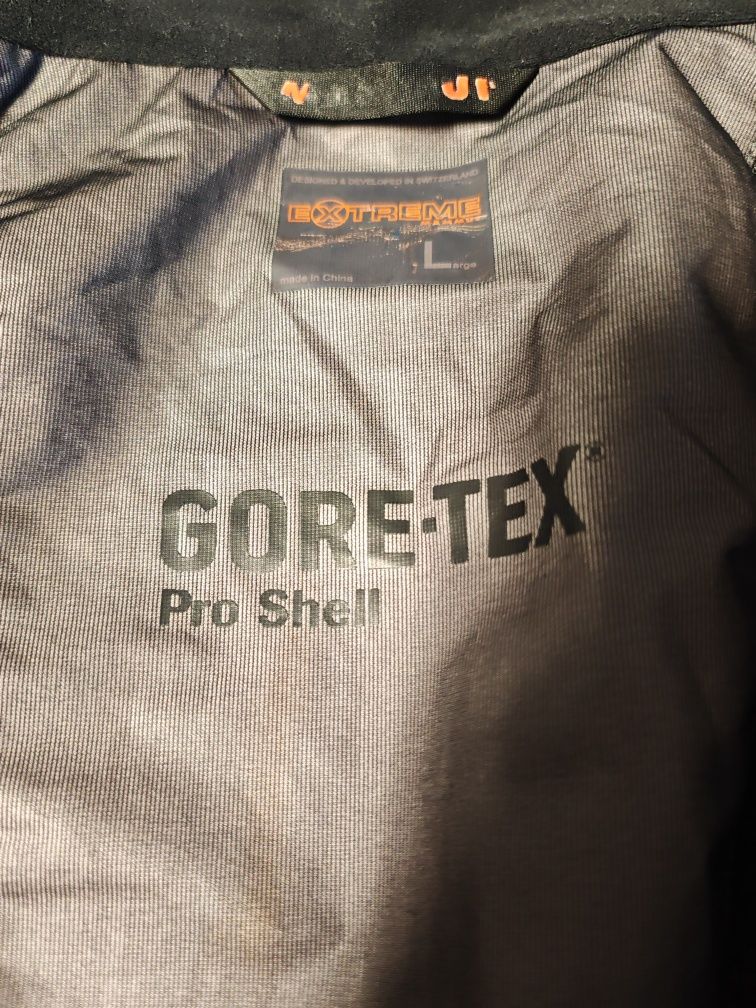 DESIGNED & DEVELOPED IN SWITZERLAND
EXTREME
Large
made in China
GORE-TEX®
Pro Shell